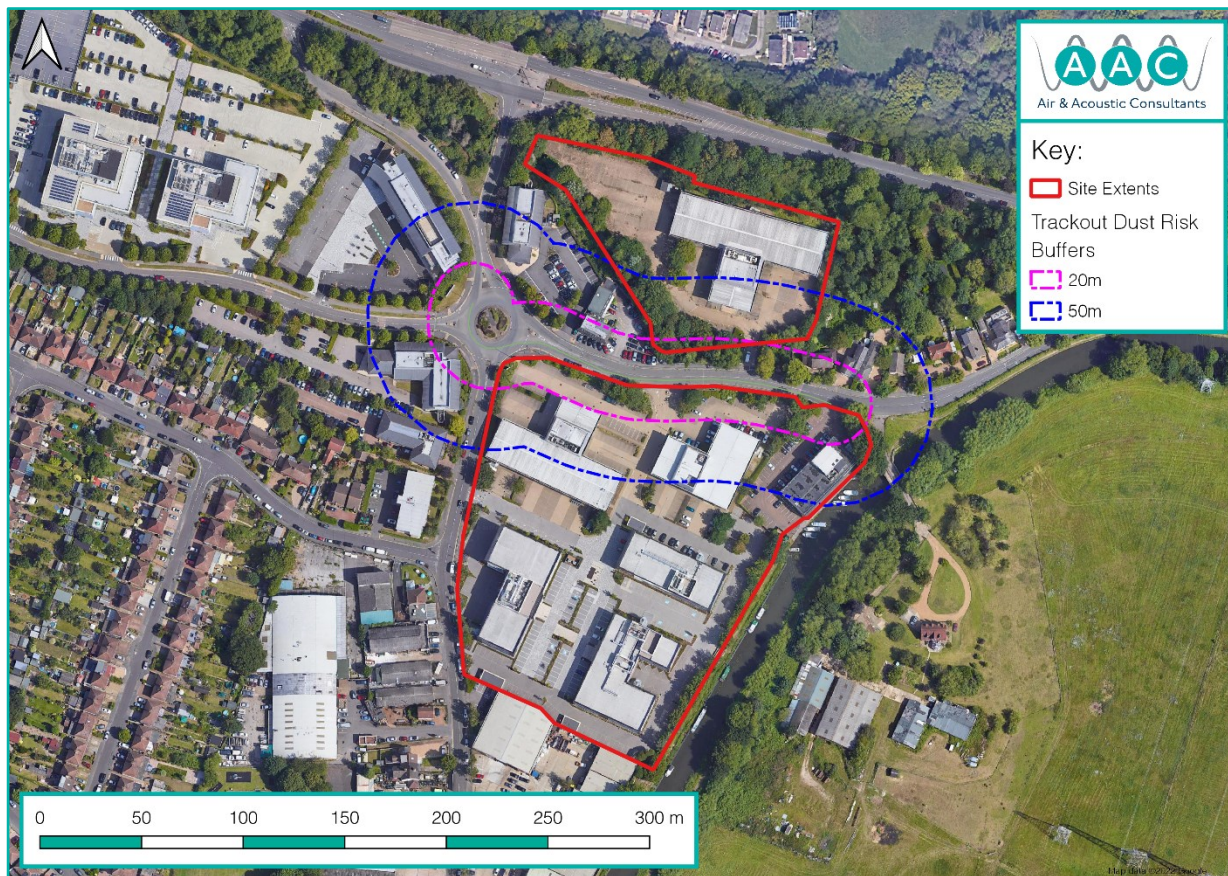 AAC
Air & Acoustic Consultants
Key:
Site Extents
Trackout Dust Risk
Buffers
20m
50m
0 50 100 150 200 250 300 m